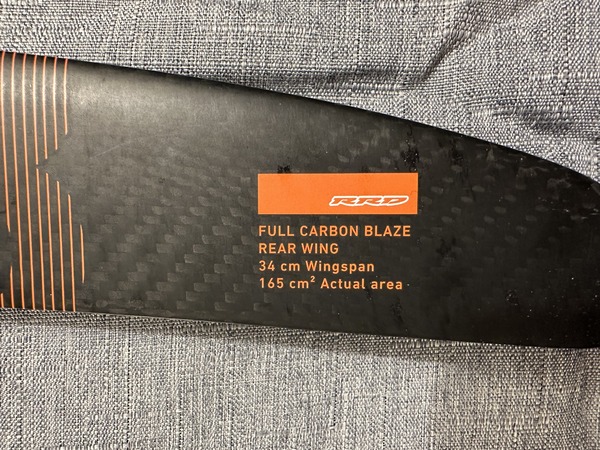 RRD
FULL CARBON BLAZE
REAR WING
34 cm Wingspan
165 cm² Actual area